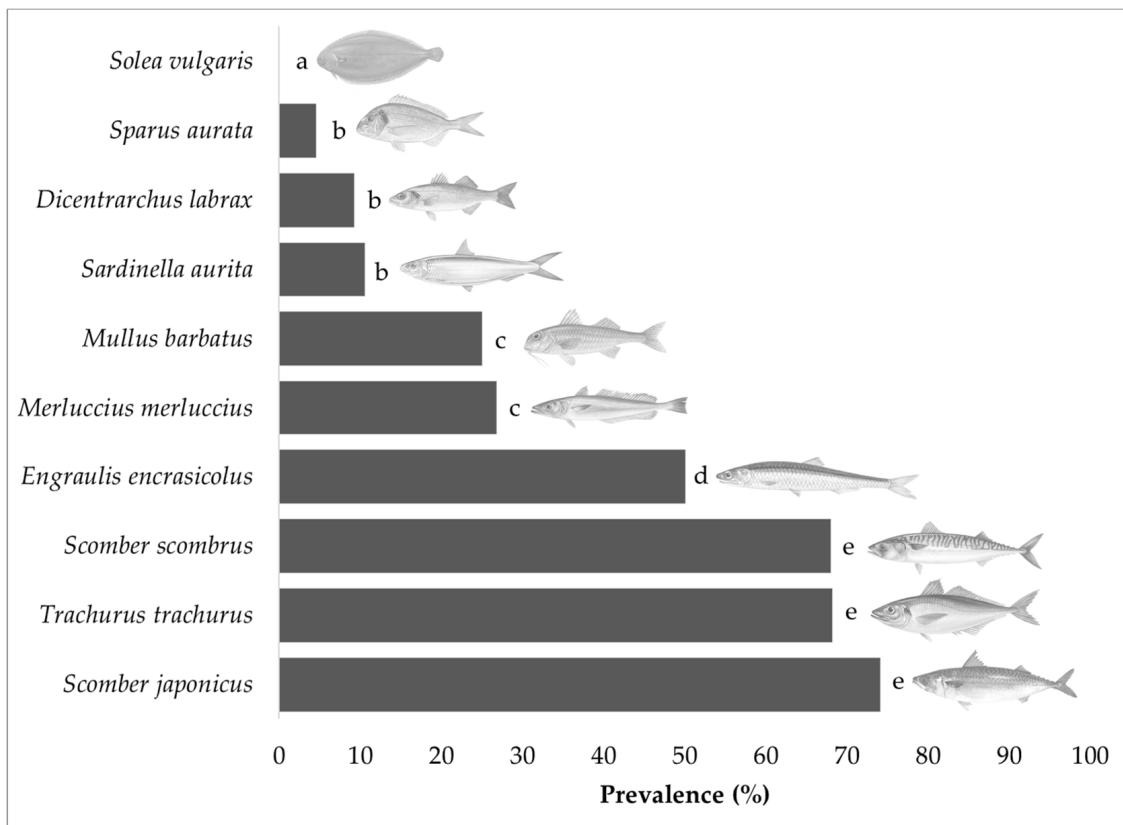 Solea vulgaris
a
Sparus aurata
b
Dicentrarchus labrax
b
Sardinella aurita
b
Mullus barbatus
c
Merluccius merluccius
c
Engraulis encrasicolus
d
Scomber scombrus
e
Trachurus trachurus
e
Scomber japonicus
e
0 10 20 30 40 50 60 70 80 90 100
Prevalence (%)